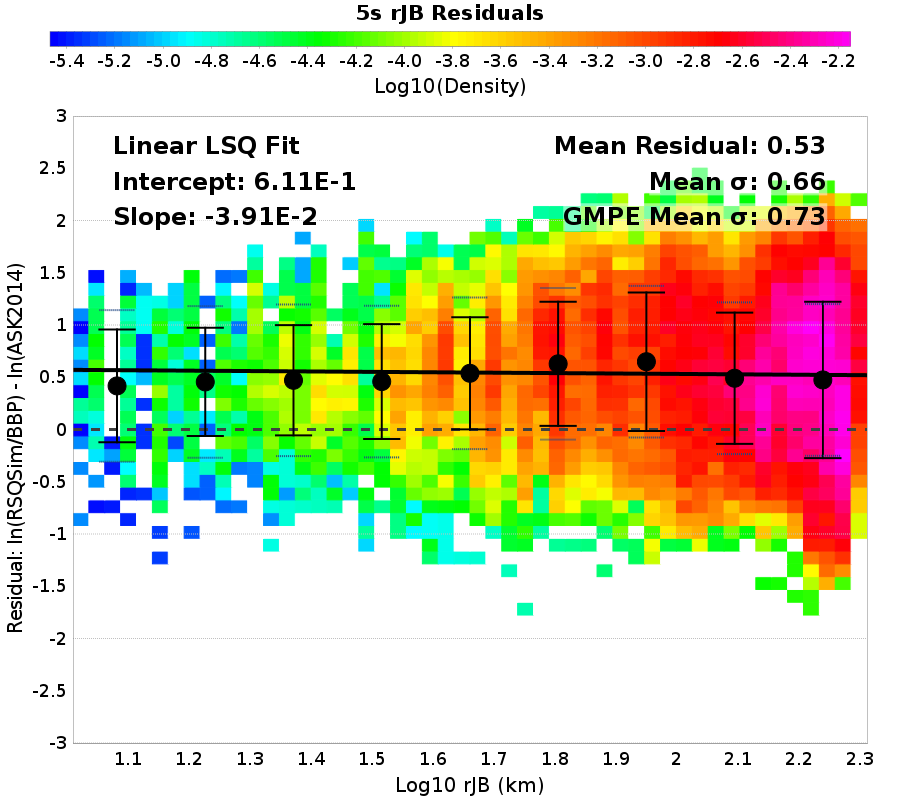 5s rJB Residuals
-5.4 -5.2 -5.0 -4.8 -4.6 -4.4 -4.2 -4.0 -3.8 -3.6 -3.4 -3.2 -3.0 -2.8 -2.6 -2.4 -2.2
Log10(Density)
Linear LSQ Fit
Intercept: 6.11E-1
Slope: -3.91E-2
Mean Residual: 0.53
Mean σ: 0.66
GMPE Mean σ: 0.73
Residual: ln(RSQSim/BBP) - ln(ASK2014)
3
2.5
2
1.5
1
0.5
0
-0.5
-1
-1.5
-2
-2.5
-3
1.1 1.2 1.3 1.4 1.5 1.6 1.7 1.8 1.9 2 2.1 2.2 2.3
Log10 rJB (km)